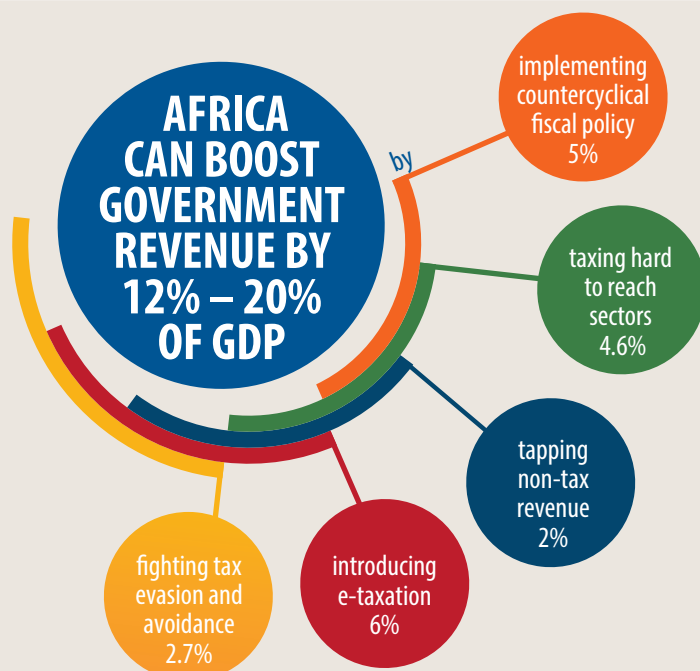 AFRICA
CAN BOOST
GOVERNMENT
REVENUE BY
12% – 20%
OF GDP
by
implementing
countercyclical
fiscal policy
5%
taxing hard
to reach
sectors
4.6%
tapping
non-tax
revenue
2%
introducing
e-taxation
6%
fighting tax
evasion and
avoidance
2.7%